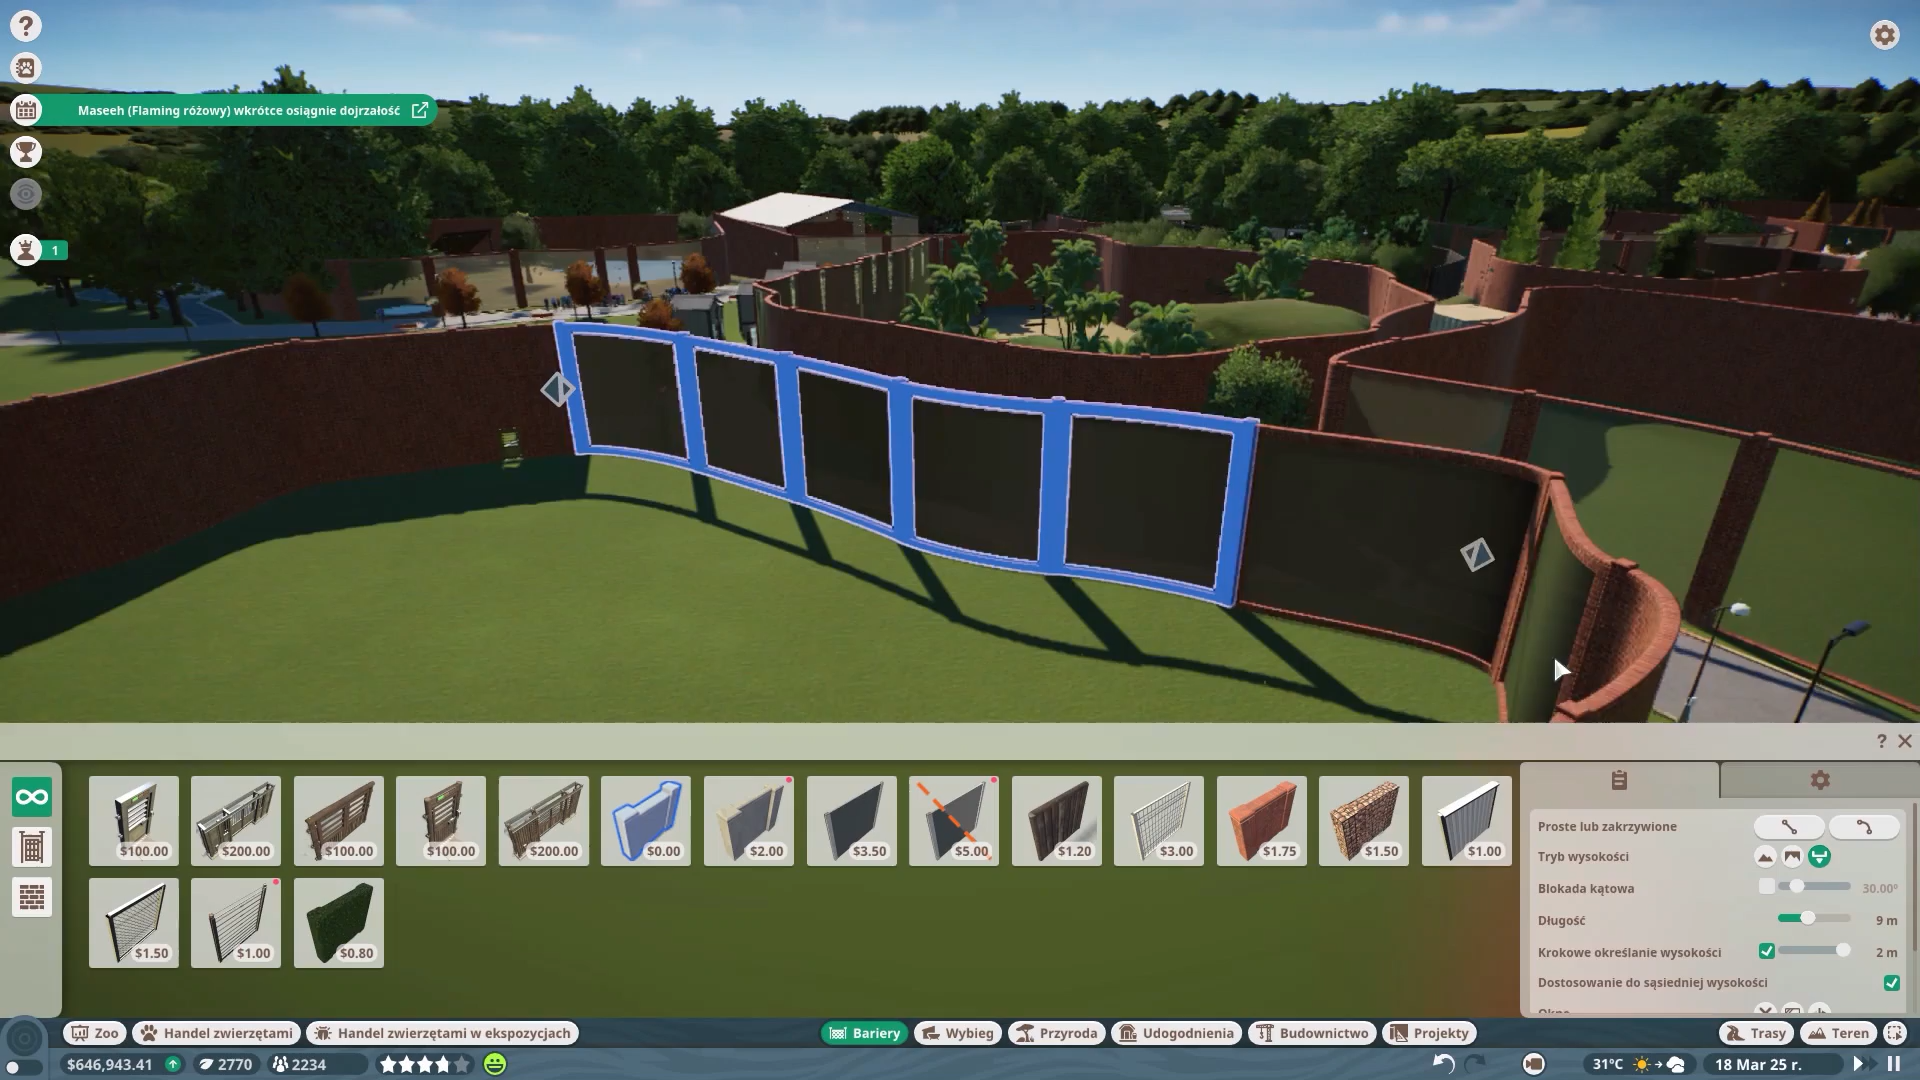 ?
Maseeh (Flaming różowy) wkrótce osiągnie dojrzałość
1
? ×
$100.00
$200.00
$100.00
$100.00
$200.00
$0.00
$2.00
$3.50
$5.00
$1.20
$3.00
$1.75
$1.50
$1.00
$1.50
$1.00
$0.80
Proste lub zakrzywione
Tryb wysokości
Blokada kątowa 30.00°
Długość 9 m
Krokowe określanie wysokości 2 m
Dostosowanie do sąsiedniej wysokości
Zoo
Handel zwierzętami
Handel zwierzętami w ekspozycjach
Bariery
Wybieg
Przyroda
Udogodnienia
Budownictwo
Projekty
Trasy
Teren
$646,943.41
2770
2234
31°C
18 Mar 25 r.